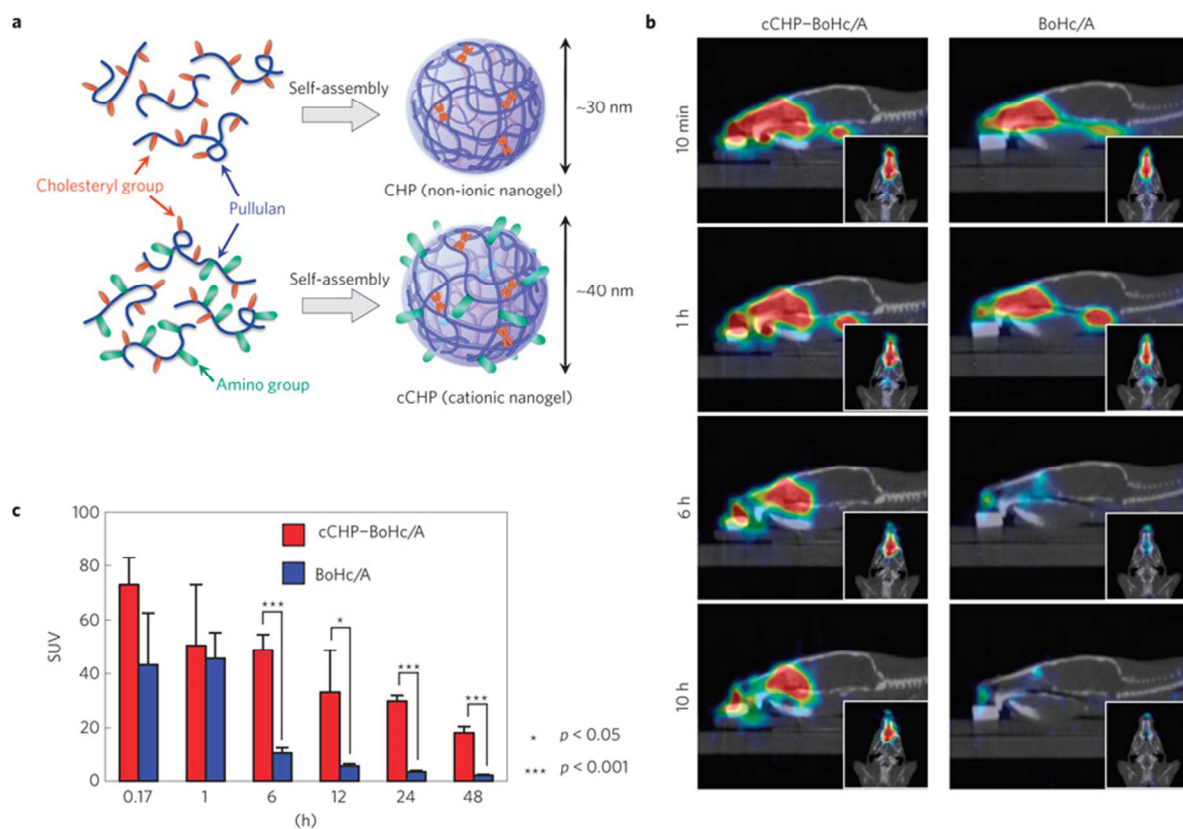 a
Self-assembly
~30 nm
Cholesteryl group
Pullulan
CHP (non-ionic nanogel)
Self-assembly
~40 nm
Amino group
cCHP (cationic nanogel)
b
cCHP–BoHc/A
BoHc/A
10 min
1 h
6 h
10 h
c
100
80
60
40
20
0
SUV
cCHP–BoHc/A
BoHc/A
***
*
***
***
0.17
1
6
12
24
48
(h)
* p < 0.05
*** p < 0.001